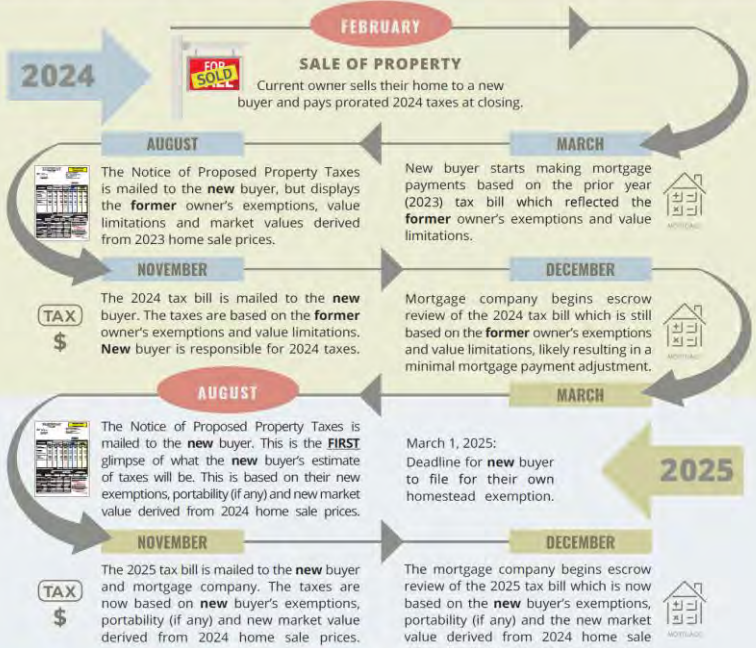 FEBRUARY
2024
FOR
SOLD
SALE OF PROPERTY
Current owner sells their home to a new
buyer and pays prorated 2024 taxes at closing.
MARCH
New buyer starts making mortgage
payments based on the prior year
(2023) tax bill which reflected the
former owner's exemptions and value
limitations.
MORTGAGE
AUGUST
The Notice of Proposed Property Taxes
is mailed to the new buyer, but displays
the former owner's exemptions, value
limitations and market values derived
from 2023 home sale prices.
NOVEMBER
TAX
$
The 2024 tax bill is mailed to the new
buyer. The taxes are based on the former
owner's exemptions and value limitations.
New buyer is responsible for 2024 taxes.
DECEMBER
Mortgage company begins escrow
review of the 2024 tax bill which is still
based on the former owner's exemptions
and value limitations, likely resulting in a
minimal mortgage payment adjustment.
MORTGAGE
MARCH
2025
March 1, 2025:
Deadline for new buyer
to file for their own
homestead exemption.
AUGUST
The Notice of Proposed Property Taxes is
mailed to the new buyer. This is the FIRST
glimpse of what the new buyer's estimate
of taxes will be. This is based on their new
exemptions, portability (if any) and new market
value derived from 2024 home sale prices.
NOVEMBER
TAX
$
The 2025 tax bill is mailed to the new buyer
and mortgage company. The taxes are
now based on new buyer's exemptions,
portability (if any) and new market value
derived from 2024 home sale prices.
DECEMBER
The mortgage company begins escrow
review of the 2025 tax bill which is now
based on the new buyer's exemptions,
portability (if any) and the new market
value derived from 2024 home sale
MORTGAGE